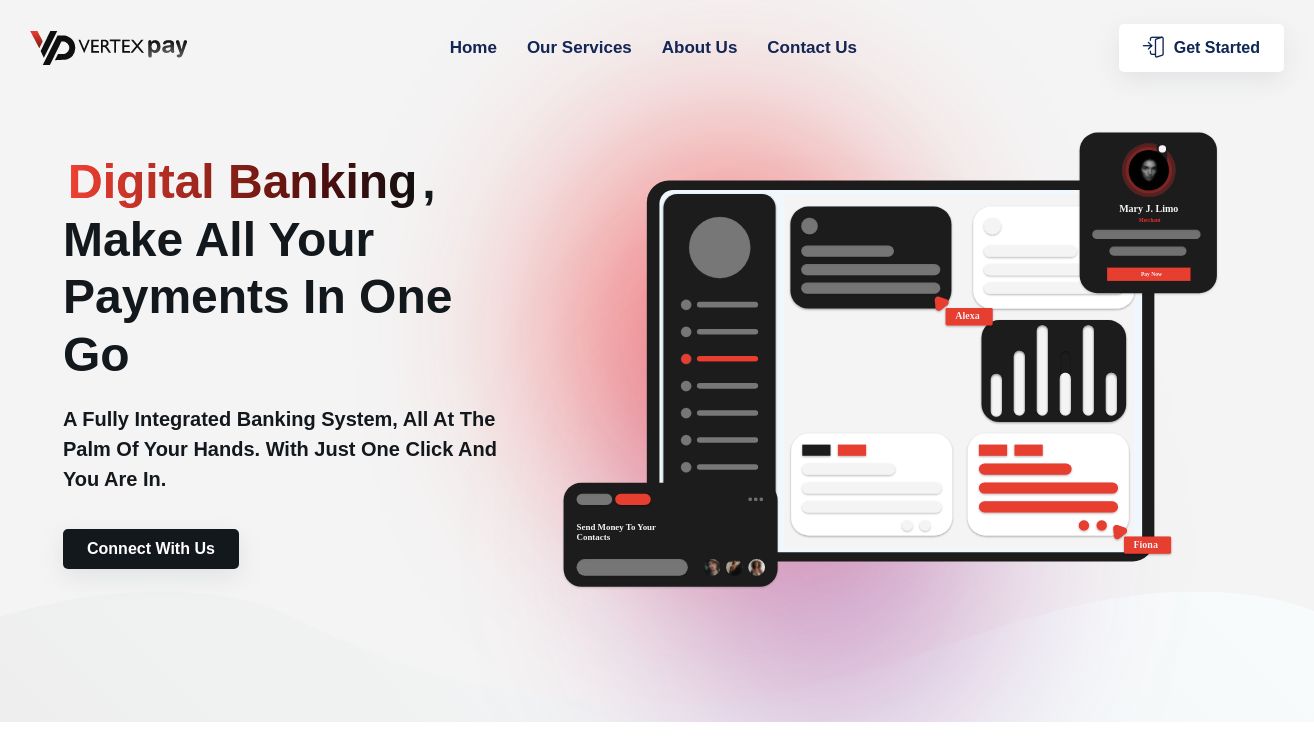 VERTEX pay
Home
Our Services
About Us
Contact Us
Get Started
Digital Banking,
Make All Your
Payments In One
Go
A Fully Integrated Banking System, All At The
Palm Of Your Hands. With Just One Click And
You Are In.
Connect With Us
Mary J. Limo
Merchant
Pay Now
Alexa
Send Money To Your
Contacts
Fiona